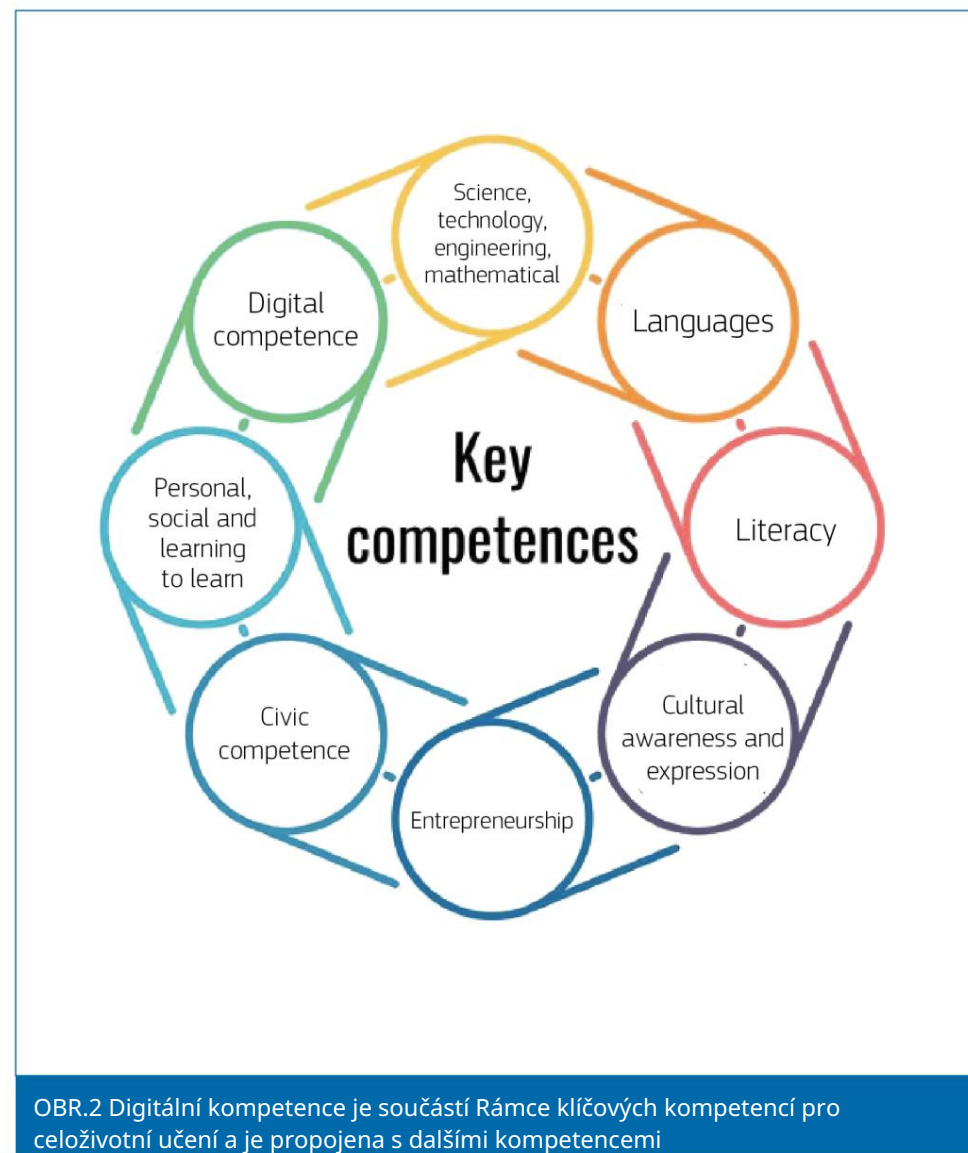 Science,
technology,
engineering,
mathematical
Languages
Literacy
Cultural
awareness and
expression
Entrepreneurship
Civic
competence
Personal,
social and
learning
to learn
Digital
competence
Key
competences
OBR.2 Digitální kompetence je součástí Rámce klíčových kompetencí pro
celoživotní učení a je propojena s dalšími kompetencemi